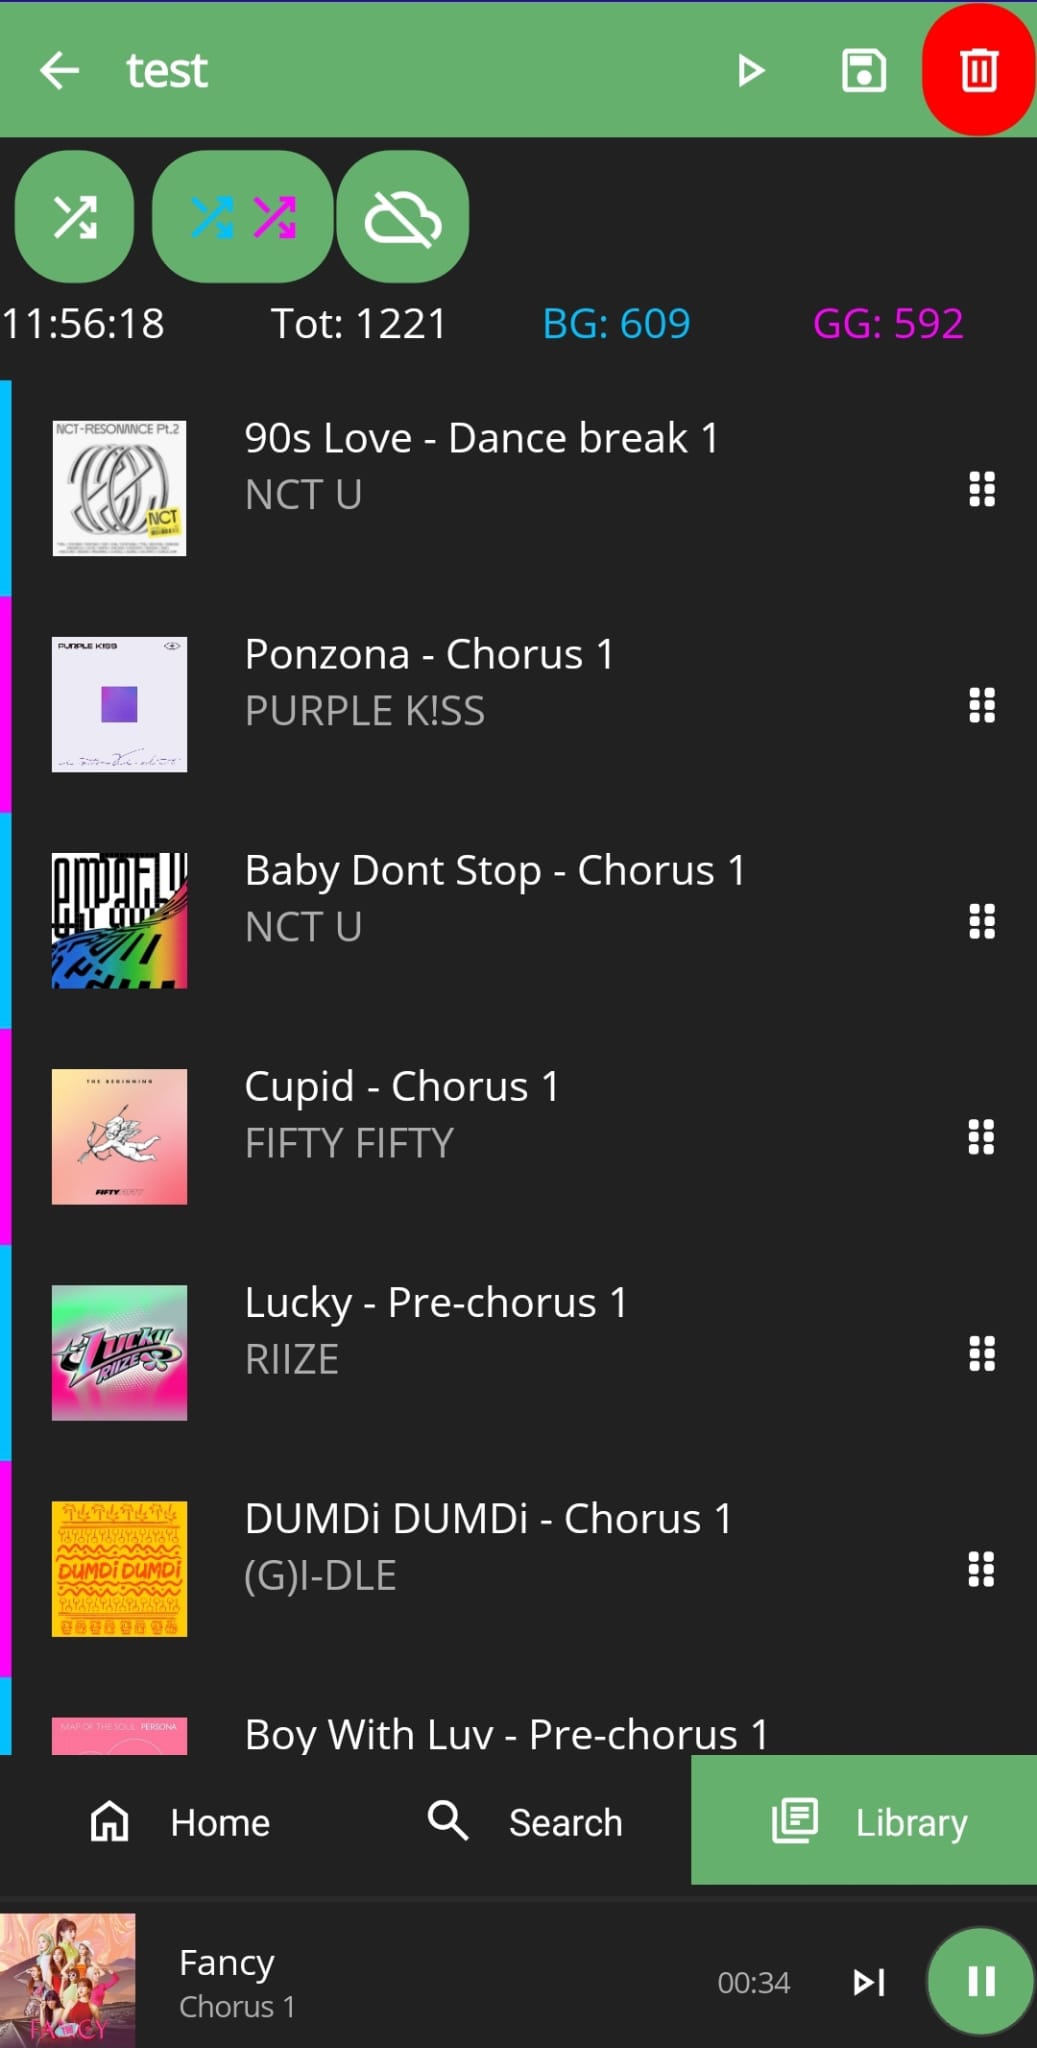 test
11:56:18 Tot: 1221 BG: 609 GG: 592
NCT-RESONANCE Pt.2
NCT
90s Love - Dance break 1
NCT U
PURPLE K!SS
Ponzona - Chorus 1
PURPLE K!SS
Baby Dont Stop - Chorus 1
NCT U
THE BEGINNING
FIFTY FIFTY
Cupid - Chorus 1
FIFTY FIFTY
Lucky
RIIZE
Lucky - Pre-chorus 1
RIIZE
DUMDi DUMDi
DUMDi DUMDi - Chorus 1
(G)I-DLE
MAP OF THE SOUL PERSONA
Boy With Luv - Pre-chorus 1
Home Search Library
FANCY
Fancy
Chorus 1
00:34